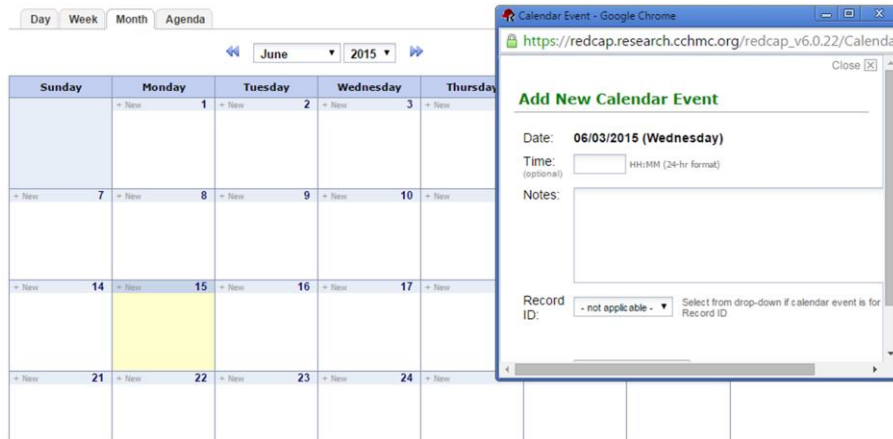 Day Week Month Agenda
June 2015
Sunday Monday Tuesday Wednesday Thursday
+ New 1 + New 2 + New 3 + New
+ New 7 + New 8 + New 9 + New 10 + New
+ New 14 + New 15 + New 16 + New 17 + New
+ New 21 + New 22 + New 23 + New 24 + New
Calendar Event - Google Chrome
https://redcap.research.cchmc.org/redcap_v6.0.22/Calenda
Close
Add New Calendar Event
Date: 06/03/2015 (Wednesday)
Time: HH:MM (24-hr format)
(optional)
Notes:
Record ID: - not applicable - Select from drop-down if calendar event is for
Record ID